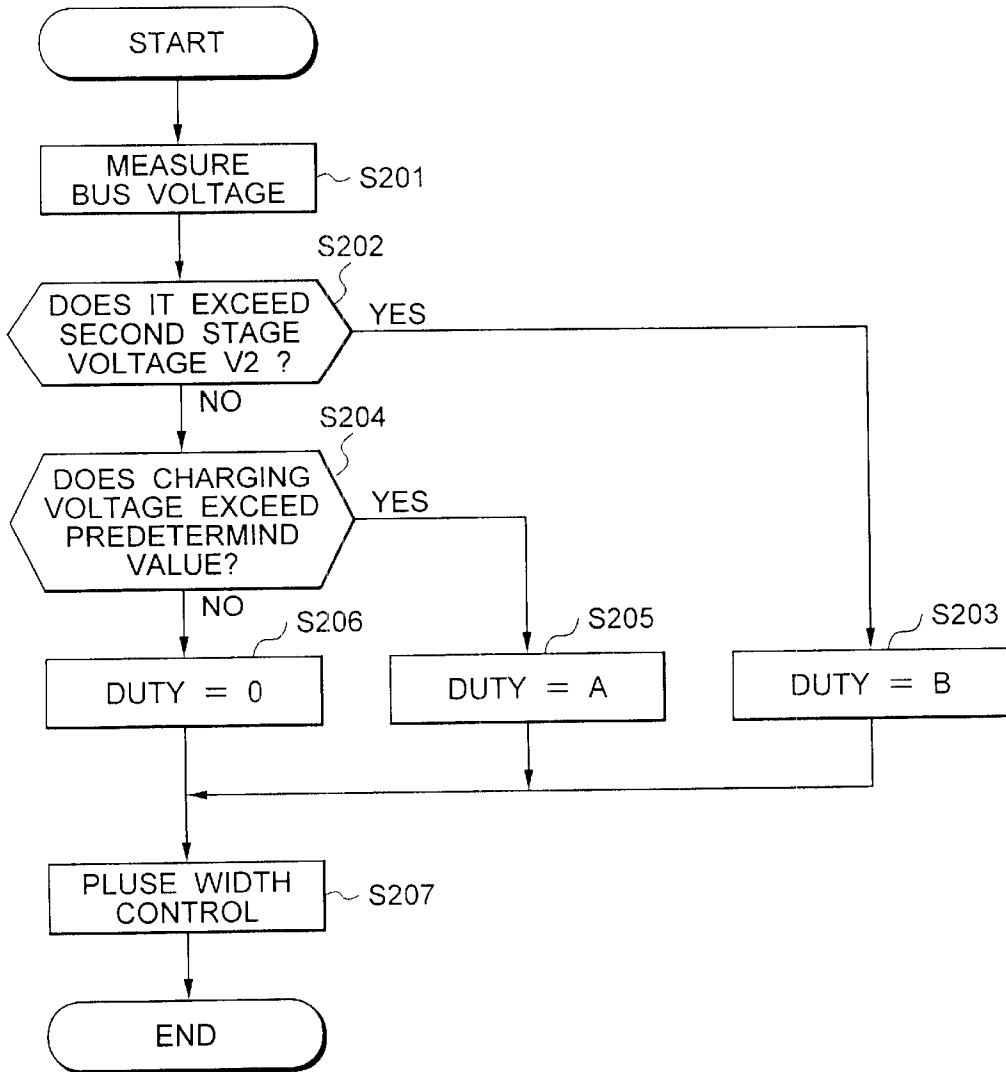 START
MEASURE
BUS VOLTAGE
S201
S202
DOES IT EXCEED
SECOND STAGE
VOLTAGE V2 ?
YES
NO
S204
DOES CHARGING
VOLTAGE EXCEED
PREDETERMIND
VALUE?
YES
NO
S206
DUTY = 0
S205
DUTY = A
S203
DUTY = B
PLUSE WIDTH
CONTROL
S207
END